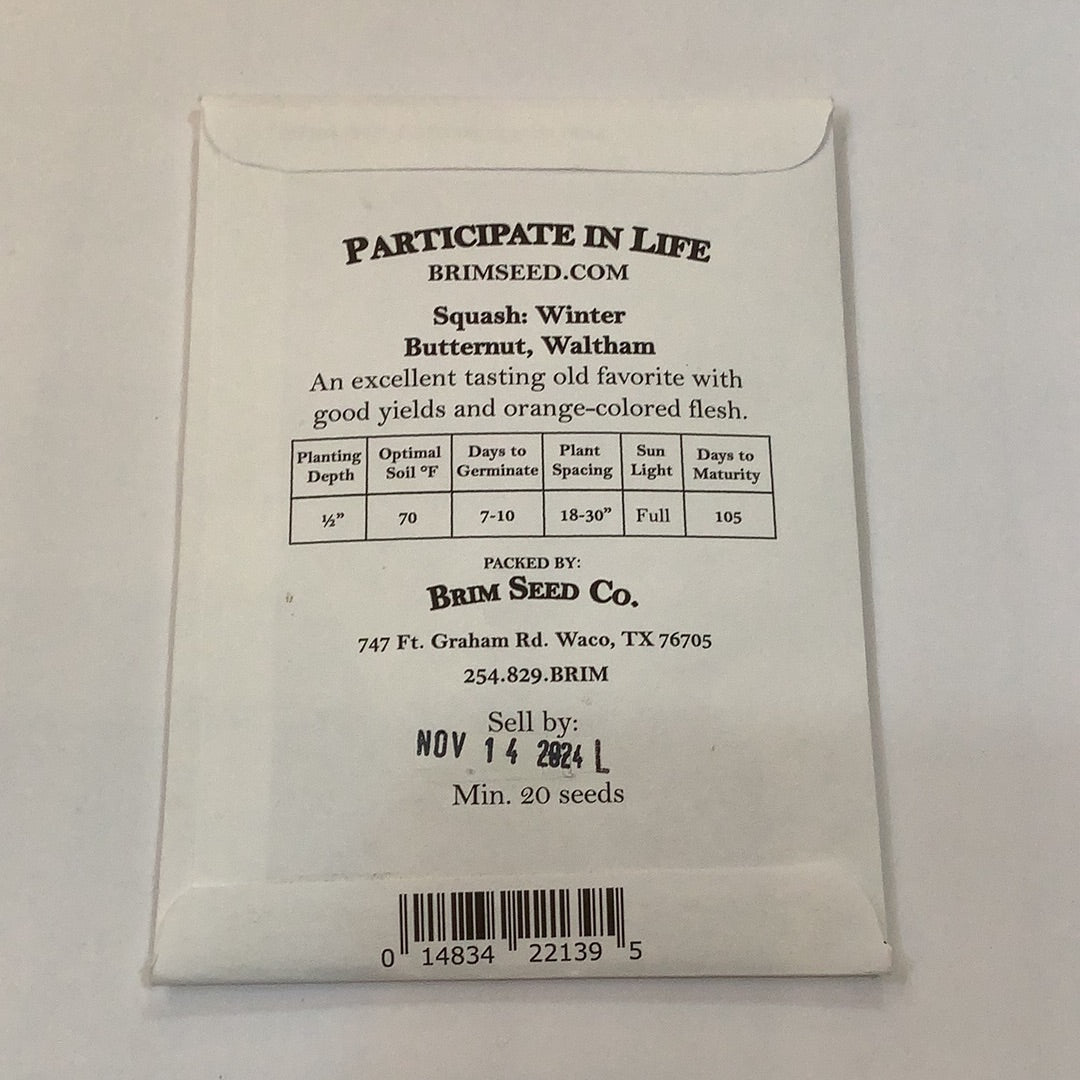 PARTICIPATE IN LIFE
BRIMSEED.COM
Squash: Winter
Butternut, Waltham
An excellent tasting old favorite with
good yields and orange-colored flesh.
Planting Depth Optimal Soil °F Days to Germinate Plant Spacing Sun Light Days to Maturity
½” 70 7-10 18-30” Full 105
PACKED BY:
BRIM SEED CO.
747 Ft. Graham Rd. Waco, TX 76705
254.829.BRIM
Sell by:
NOV 14 2024 L
Min. 20 seeds
0 14834 22139 5